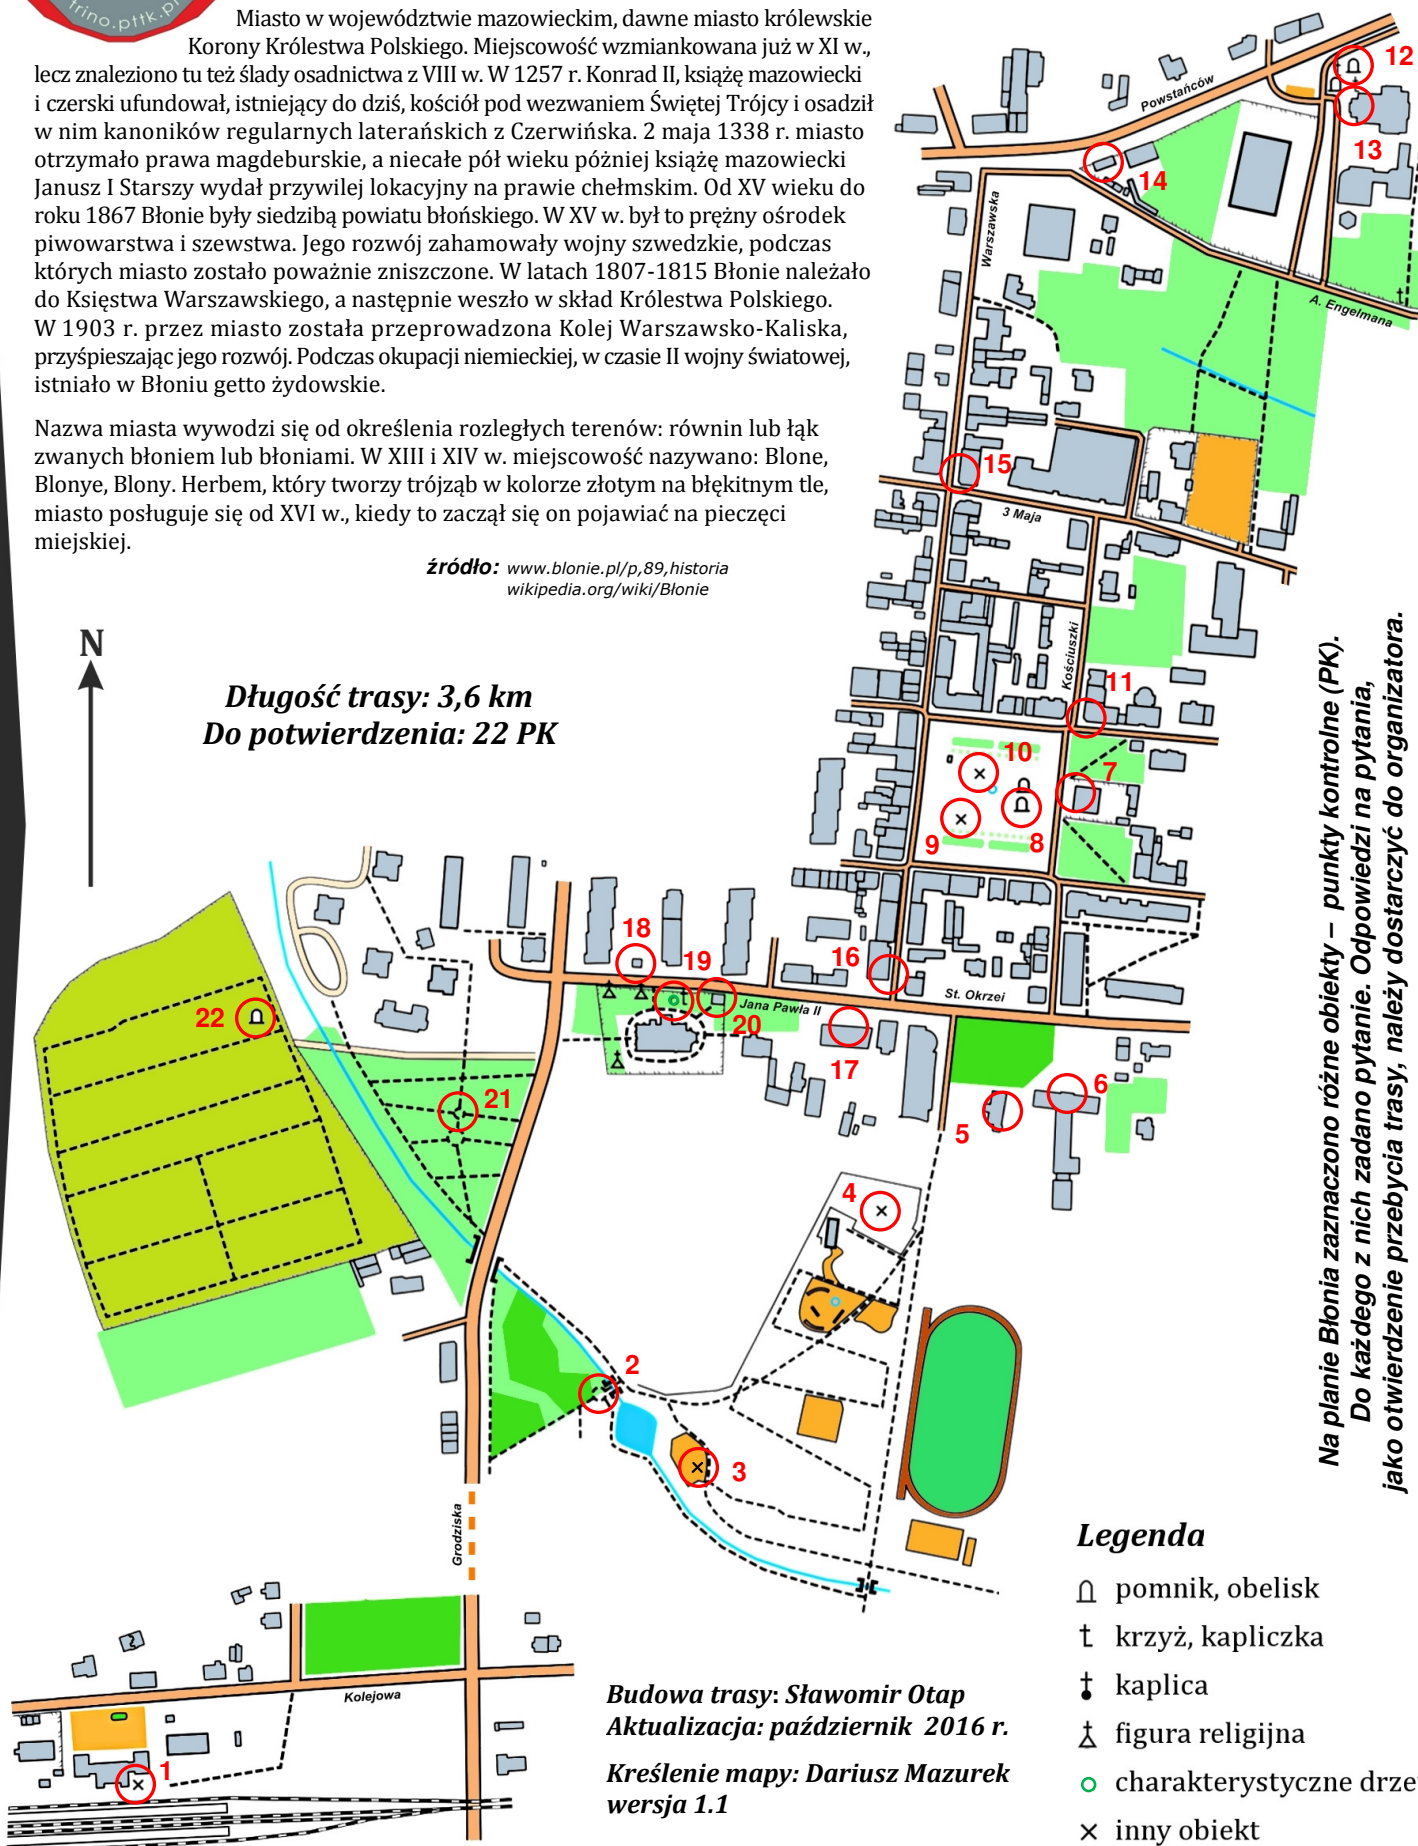 trino.pttk.pl
Miasto w województwie mazowieckim, dawne miasto królewskie
Korony Królestwa Polskiego. Miejscowość wzmiankowana już w XI w.,
lecz znaleziono tu też ślady osadnictwa z VIII w. W 1257 r. Konrad II, książę mazowiecki
i czerski ufundował, istniejący do dziś, kościół pod wezwaniem Świętej Trójcy i osadził
w nim kanoników regularnych laterańskich z Czerwińska. 2 maja 1338 r. miasto
otrzymało prawa magdeburskie, a niecałe pół wieku póżniej książę mazowiecki
Janusz I Starszy wydał przywilej lokacyjny na prawie chełmskim. Od XV wieku do
roku 1867 Błonie były siedzibą powiatu błońskiego. W XV w. był to prężny ośrodek
piwowarstwa i szewstwa. Jego rozwój zahamowały wojny szwedzkie, podczas
których miasto zostało poważnie zniszczone. W latach 1807-1815 Błonie należało
do Księstwa Warszawskiego, a następnie weszło w skład Królestwa Polskiego.
W 1903 r. przez miasto została przeprowadzona Kolej Warszawsko-Kaliska,
przyśpieszając jego rozwój. Podczas okupacji niemieckiej, w czasie II wojny światowej,
istniało w Błoniu getto żydowskie.
Nazwa miasta wywodzi się od określenia rozległych terenów: równin lub łąk
zwanych błoniem lub błoniami. W XIII i XIV w. miejscowość nazywano: Blone,
Blonye, Blony. Herbem, który tworzy trójząb w kolorze złotym na błękitnym tle,
miasto posługuje się od XVI w., kiedy to zaczął się on pojawiać na pieczęci
miejskiej.
źródło: www.blonie.pl/p,89,historia
wikipedia.org/wiki/Błonie
N
Długość trasy: 3,6 km
Do potwierdzenia: 22 PK
12
Powstańców
13
14
Warszawska
A. Engelmana
15
3 Maja
Kościuszki
11
10
7
9
8
18
19
16
20
Jana Pawła II
St. Okrzei
17
22
21
6
5
4
2
3
Grodziska
Kolejowa
1
Na planie Błonia zaznaczono różne obiekty – punkty kontrolne (PK).
Do każdego z nich zadano pytanie. Odpowiedzi na pytania,
jako otwierdzenie przebycia trasy, należy dostarczyć do organizatora.
Budowa trasy: Sławomir Otap
Aktualizacja: październik 2016 r.
Kreślenie mapy: Dariusz Mazurek
wersja 1.1
Legenda
pomnik, obelisk
krzyż, kapliczka
kaplica
figura religijna
charakterystyczne drze
inny obiekt